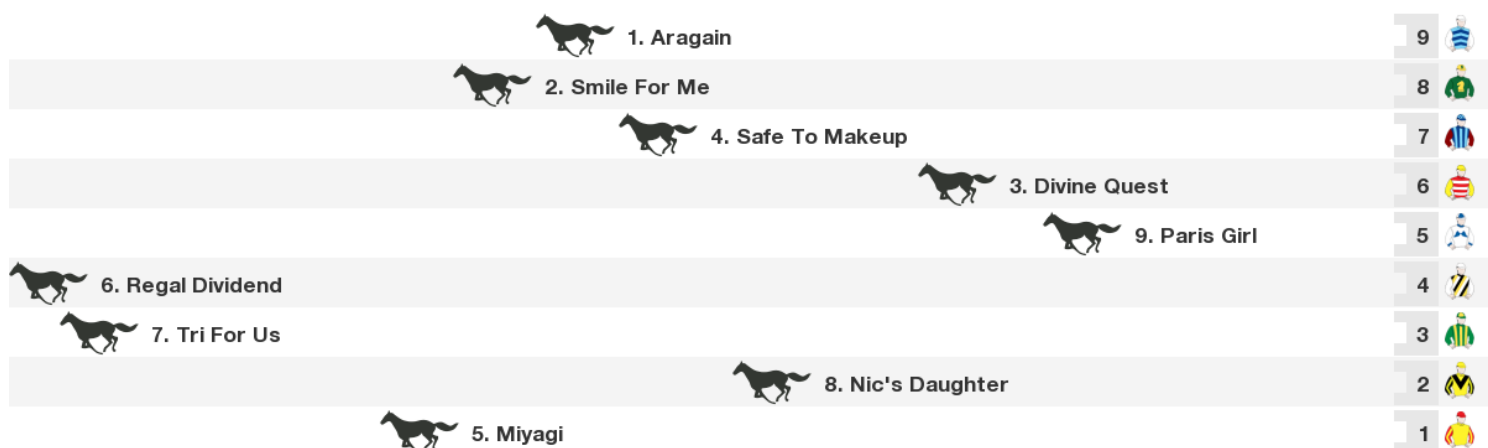 1. Aragain 9
2. Smile For Me 8
4. Safe To Makeup 7
3. Divine Quest 6
9. Paris Girl 5
6. Regal Dividend 4
7. Tri For Us 3
8. Nic's Daughter 2
5. Miyagi 1